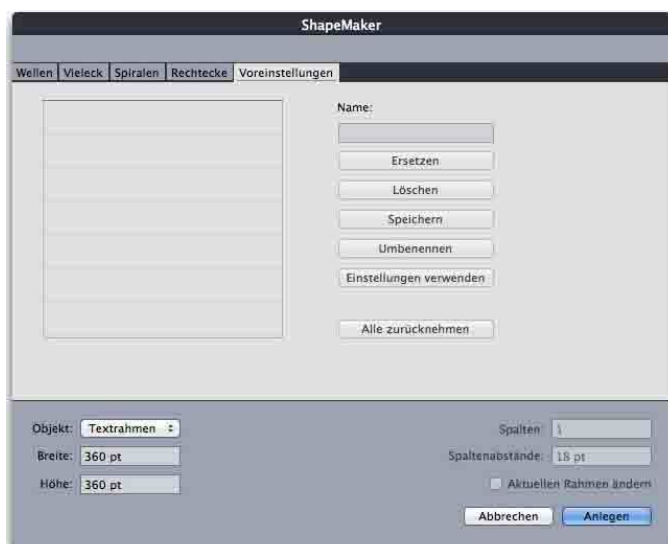 ShapeMaker
Wellen Vieleck Spiralen Rechtecke Voreinstellungen
Name:
Ersetzen
Löschen
Speichern
Umbenennen
Einstellungen verwenden
Alle zurücknehmen
Objekt: Textrahmen
Breite: 360 pt
Höhe: 360 pt
Spalten: 1
Spaltenabstände: 18 pt
Aktuellen Rahmen ändern
Abbrechen Anlegen